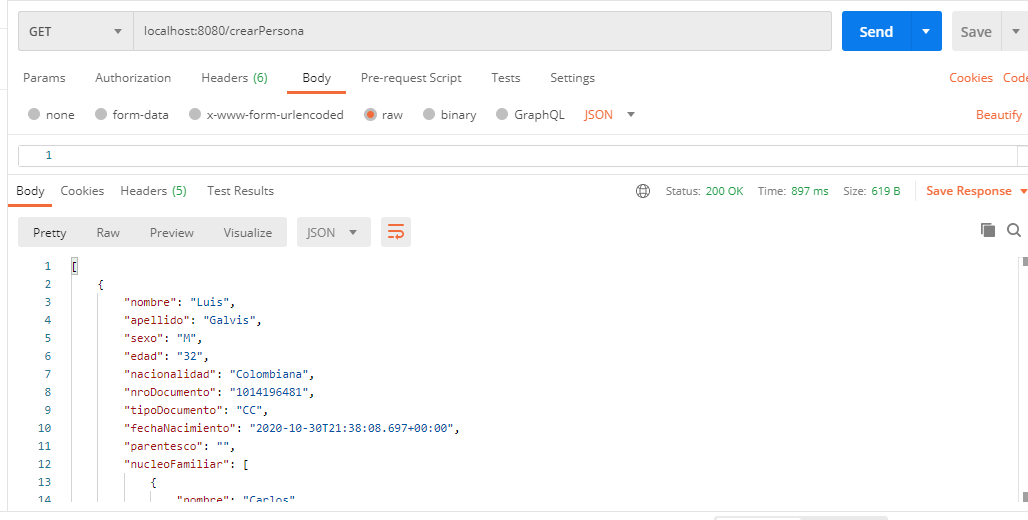 GET localhost:8080/crearPersona Send Save
Params Authorization Headers (6) Body Pre-request Script Tests Settings Cookies Code
none form-data x-www-form-urlencoded raw binary GraphQL JSON Beautify
1
Body Cookies Headers (5) Test Results Status: 200 OK Time: 897 ms Size: 619 B Save Response
Pretty Raw Preview Visualize JSON
1 [
2 {
3 "nombre": "Luis",
4 "apellido": "Galvis",
5 "sexo": "M",
6 "edad": "32",
7 "nacionalidad": "Colombiana",
8 "nroDocumento": "1014196481",
9 "tipoDocumento": "CC",
10 "fechaNacimiento": "2020-10-30T21:38:08.697+00:00",
11 "parentesco": "",
12 "nucleoFamiliar": [
13 {
14 "nombre": "Carlos"